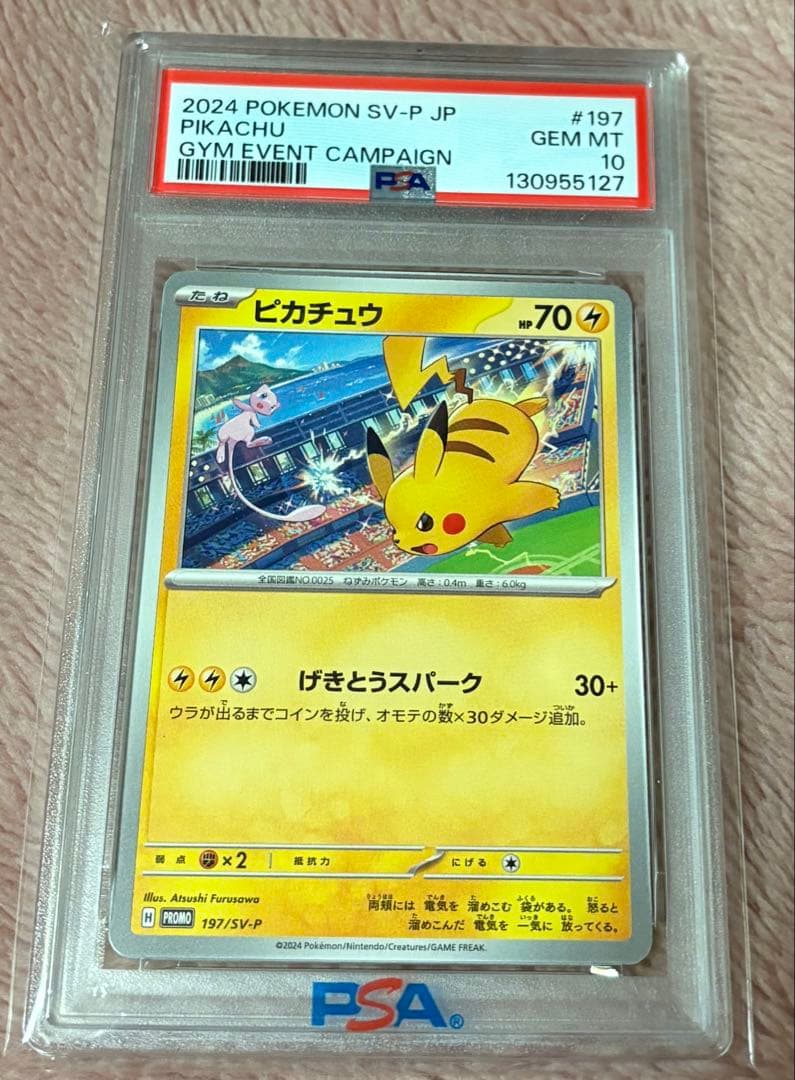 2024 POKEMON SV-P JP #197
PIKACHU GEM MT
GYM EVENT CAMPAIGN 10
PSA 130955127
たね ピカチュウ HP70
全国図鑑NO.0025 ねずみポケモン 高さ:0.4m 重さ:6.0kg
げきとうスパーク 30+
ウラが出るまでコインを投げ、オモテの数×30ダメージ追加。
弱点 ×2 抵抗力 にげる
Illus. Atsushi Furusawa
両頬には 電気を 溜めこむ 袋がある。 怒ると
溜めこんだ 電気を 一気に 放ってくる。
H PROMO 197/SV-P
©2024 Pokémon/Nintendo/Creatures/GAME FREAK.
PSA®